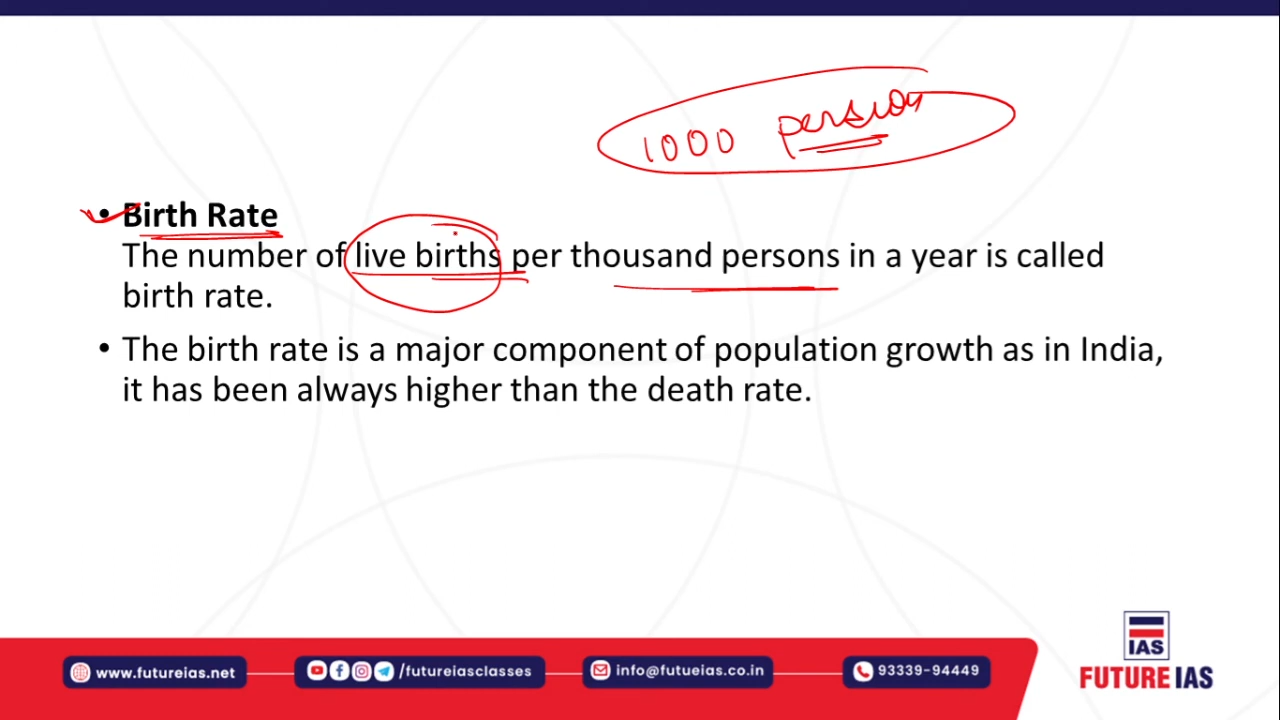 1000 persion
• Birth Rate
The number of live births per thousand persons in a year is called
birth rate.
• The birth rate is a major component of population growth as in India,
it has been always higher than the death rate.
IAS
FUTURE IAS
www.futureias.net
/futureiasclasses
info@futueias.co.in
93339-94449